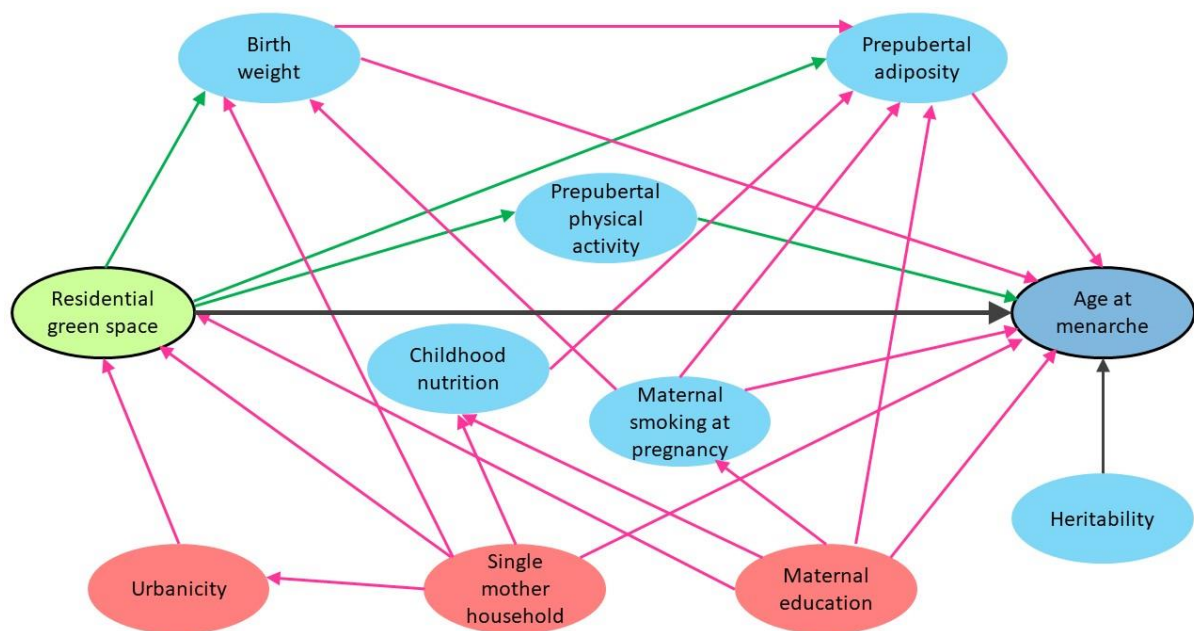 Birth
weight
Prepubertal
adiposity
Prepubertal
physical
activity
Residential
green space
Age at
menarche
Childhood
nutrition
Maternal
smoking at
pregnancy
Heritability
Urbanicity
Single
mother
household
Maternal
education